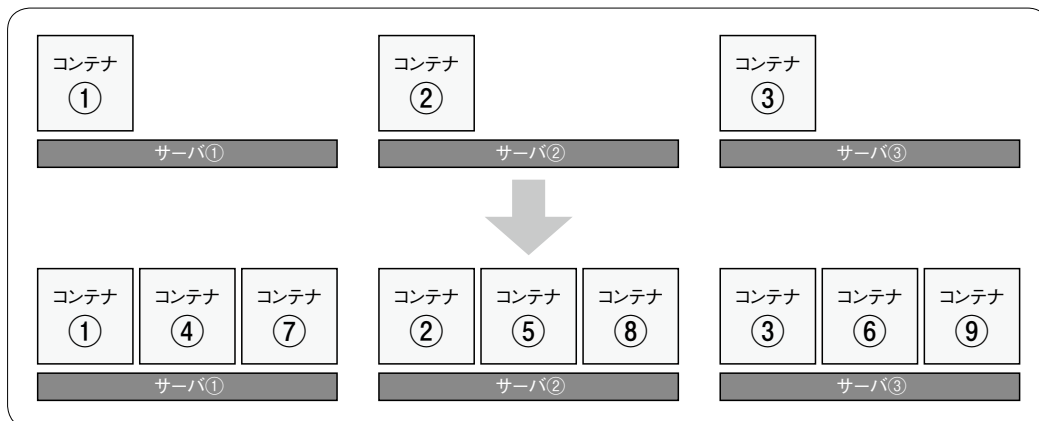 コンテナ
①
コンテナ
②
コンテナ
③
サーバ①
サーバ②
サーバ③
コンテナ
①
コンテナ
④
コンテナ
⑦
コンテナ
②
コンテナ
⑤
コンテナ
⑧
コンテナ
③
コンテナ
⑥
コンテナ
⑨
サーバ①
サーバ②
サーバ③